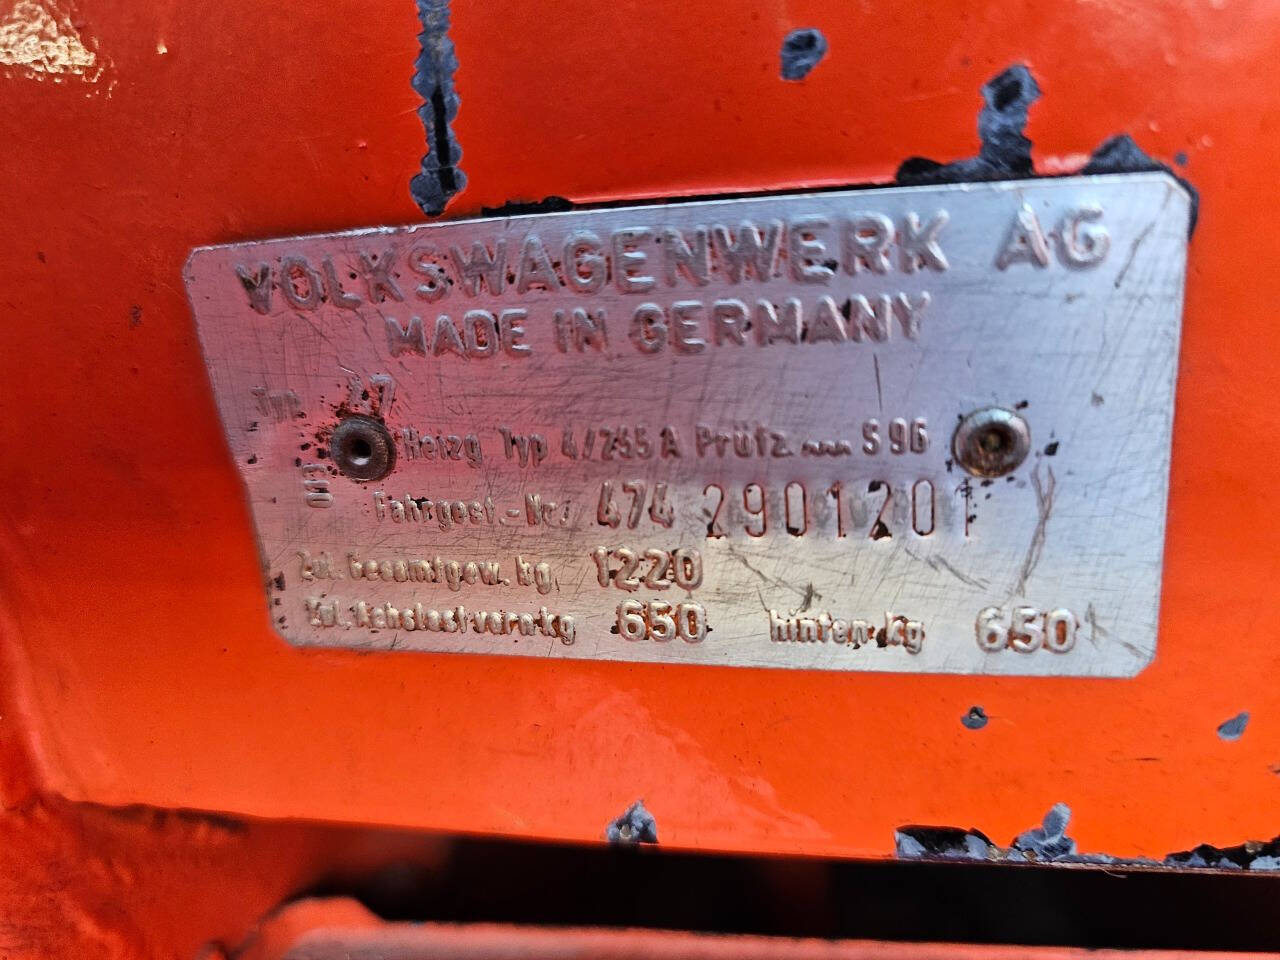 VOLKSWAGENWERK AG
MADE IN GERMANY
Typ 47
Heizg Typ 4/255A Prüfz. ~~~ S 96
Fahrgest.-Nr. 474 2901201
Zul. Gesamtgew. kg 1220
Zul. Achslast vorn kg 650 hinten kg 650